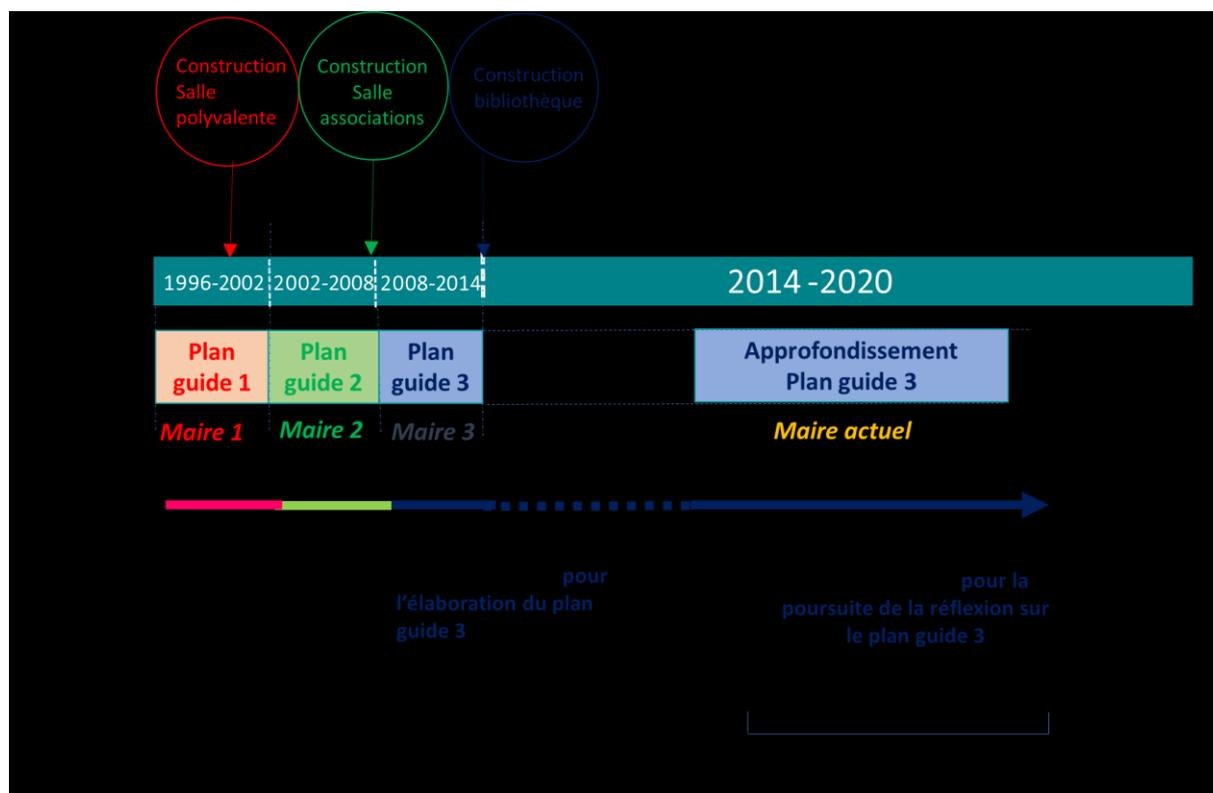 Construction
Salle
polyvalente
Construction
Salle
associations
Construction
bibliothèque
1996-2002
2002-2008
2008-2014
2014 -2020
Plan
guide 1
Plan
guide 2
Plan
guide 3
Approfondissement
Plan guide 3
Maire 1
Maire 2
Maire 3
Maire actuel
pour
l'élaboration du plan
guide 3
pour la
poursuite de la réflexion sur
le plan guide 3